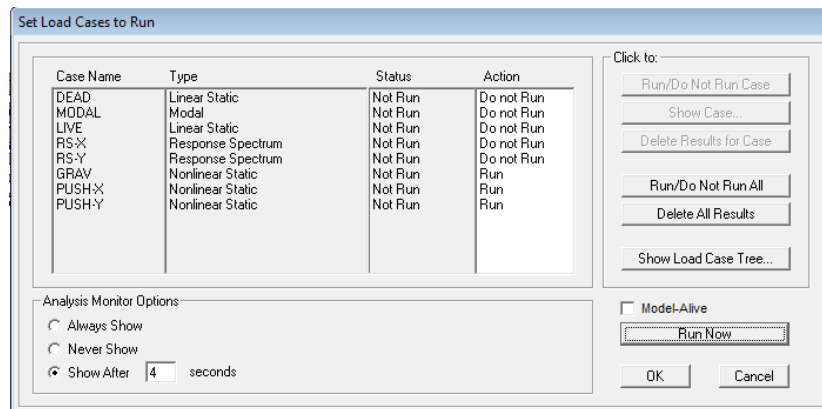 Set Load Cases to Run
Case Name Type Status Action
DEAD Linear Static Not Run Do not Run
MODAL Modal Not Run Do not Run
LIVE Linear Static Not Run Do not Run
RS-X Response Spectrum Not Run Do not Run
RS-Y Response Spectrum Not Run Do not Run
GRAV Nonlinear Static Not Run Run
PUSH-X Nonlinear Static Not Run Run
PUSH-Y Nonlinear Static Not Run Run
Click to:
Run/Do Not Run Case
Show Case...
Delete Results for Case
Run/Do Not Run All
Delete All Results
Show Load Case Tree...
Analysis Monitor Options
Always Show
Never Show
Show After 4 seconds
Model-Alive
Run Now
OK Cancel